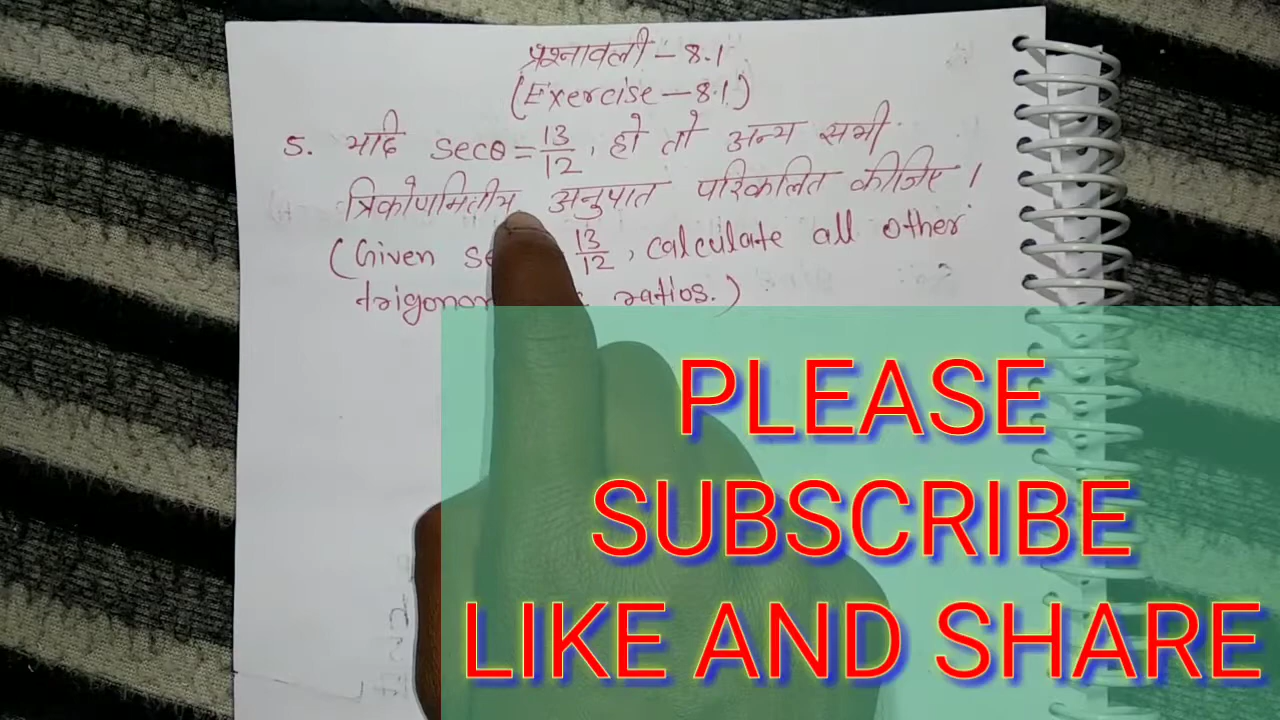 प्रश्नावली - 8.1
(Exercise - 8.1)
5. यदि secθ = 13/12, हो तो अन्य सभी
त्रिकोणमितीय अनुपात परिकलित कीजिए ।
(Given 13/12, calculate all other
ratios.)
PLEASE
SUBSCRIBE
LIKE AND SHARE